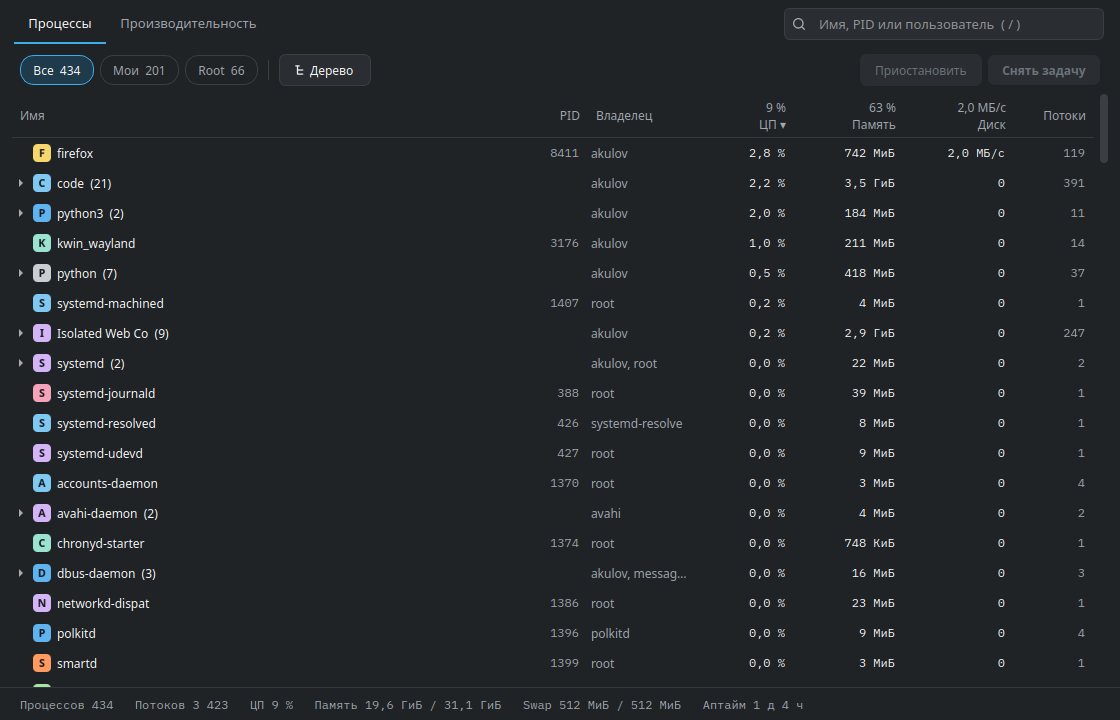 Процессы Производительность Имя, PID или пользователь ( / )
Все 434 Мои 201 Root 66 Дерево Приостановить Снять задачу
9 % 63 % 2,0 МБ/с
Имя PID Владелец ЦП ▾ Память Диск Потоки
F firefox 8411 akulov 2,8 % 742 МиБ 2,0 МБ/с 119
C code (21) akulov 2,2 % 3,5 ГиБ 0 391
P python3 (2) akulov 2,0 % 184 МиБ 0 11
K kwin_wayland 3176 akulov 1,0 % 211 МиБ 0 14
P python (7) akulov 0,5 % 418 МиБ 0 37
S systemd-machined 1407 root 0,2 % 4 МиБ 0 1
I Isolated Web Co (9) akulov 0,2 % 2,9 ГиБ 0 247
S systemd (2) akulov, root 0,0 % 22 МиБ 0 2
S systemd-journald 388 root 0,0 % 39 МиБ 0 1
S systemd-resolved 426 systemd-resolve 0,0 % 8 МиБ 0 1
S systemd-udevd 427 root 0,0 % 9 МиБ 0 1
A accounts-daemon 1370 root 0,0 % 3 МиБ 0 4
A avahi-daemon (2) avahi 0,0 % 4 МиБ 0 2
C chronyd-starter 1374 root 0,0 % 748 КиБ 0 1
D dbus-daemon (3) akulov, messag... 0,0 % 16 МиБ 0 3
N networkd-dispat 1386 root 0,0 % 23 МиБ 0 1
P polkitd 1396 polkitd 0,0 % 9 МиБ 0 4
S smartd 1399 root 0,0 % 3 МиБ 0 1
Процессов 434 Потоков 3 423 ЦП 9 % Память 19,6 ГиБ / 31,1 ГиБ Swap 512 МиБ / 512 МиБ Аптайм 1 д 4 ч